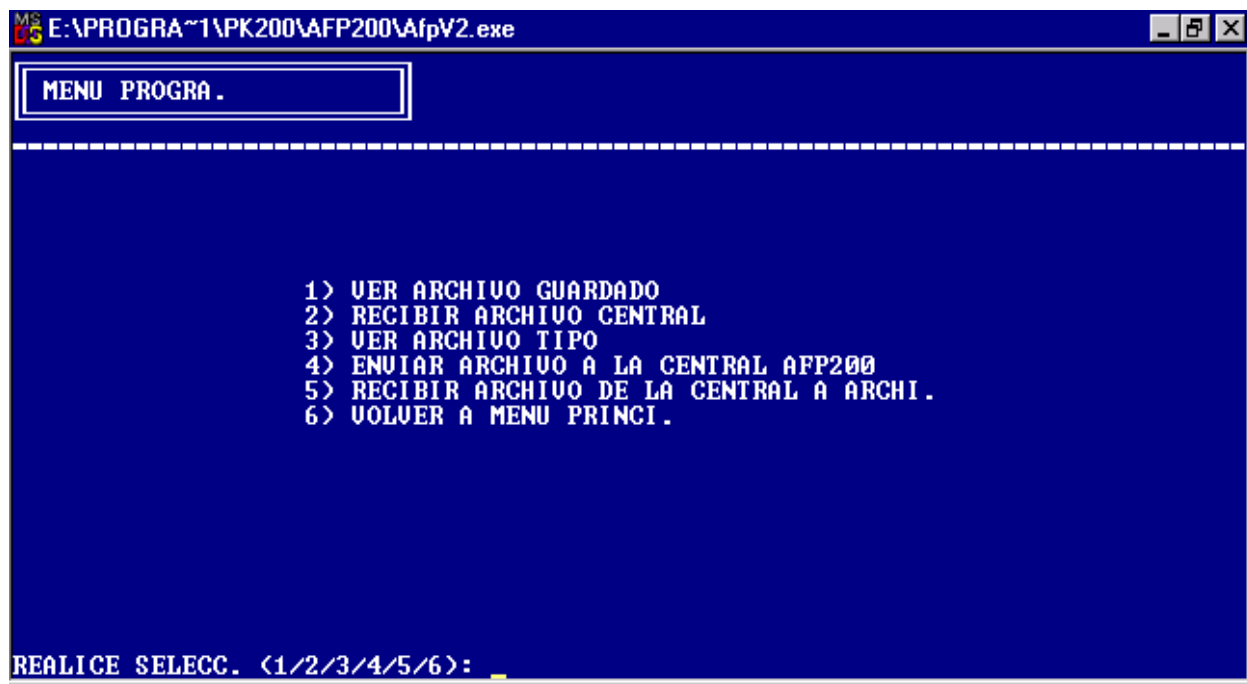 MS DOS E:\PROGRA~1\PK200\AFP200\AfpV2.exe
MENU PROGRA.
1) VER ARCHIVO GUARDADO
2) RECIBIR ARCHIVO CENTRAL
3) VER ARCHIVO TIPO
4) ENVIAR ARCHIVO A LA CENTRAL AFP200
5) RECIBIR ARCHIVO DE LA CENTRAL A ARCHI.
6) VOLVER A MENU PRINCI.
REALICE SELECC. (1/2/3/4/5/6): _